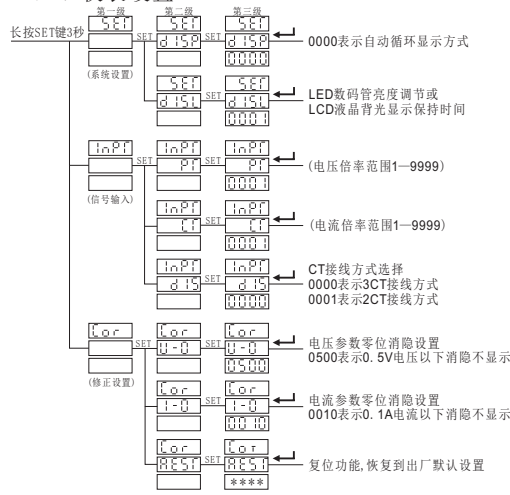 第一级 第二级 第三级
长按SET键3秒
SET SET SET
SET diSP SET diSP
0000
0000表示自动循环显示方式
(系统设置)
SET SET
diSL SET diSL
0001
LED数码管亮度调节或
LCD液晶背光显示保持时间
InPT InPT InPT
SET PT SET PT
0001
(电压倍率范围1—9999)
(信号输入)
InPT InPT
CT SET CT
0001
(电流倍率范围1—9999)
InPT InPT
diS SET diS
0000
CT接线方式选择
0000表示3CT接线方式
0001表示2CT接线方式
Cor Cor Cor
SET U-0 SET U-0
0500
电压参数零位消隐设置
0500表示0.5V电压以下消隐不显示
(修正设置)
Cor Cor
I-0 SET I-0
0010
电流参数零位消隐设置
0010表示0.1A电流以下消隐不显示
Cor Cor
REST SET REST
****
复位功能,恢复到出厂默认设置